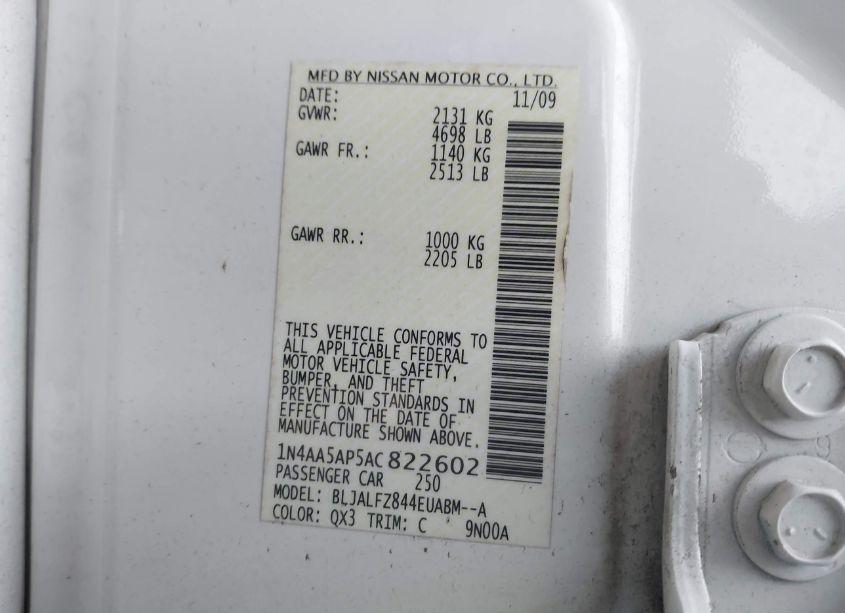 MFD BY NISSAN MOTOR CO., LTD.
DATE: 11/09
GVWR: 2131 KG
4698 LB
GAWR FR.: 1140 KG
2513 LB
GAWR RR.: 1000 KG
2205 LB
THIS VEHICLE CONFORMS TO
ALL APPLICABLE FEDERAL
MOTOR VEHICLE SAFETY,
BUMPER, AND THEFT
PREVENTION STANDARDS IN
EFFECT ON THE DATE OF
MANUFACTURE SHOWN ABOVE.
1N4AA5AP5AC822602
PASSENGER CAR 250
MODEL: BLJALFZ844EUABM--A
COLOR: QX3 TRIM: C 9N00A